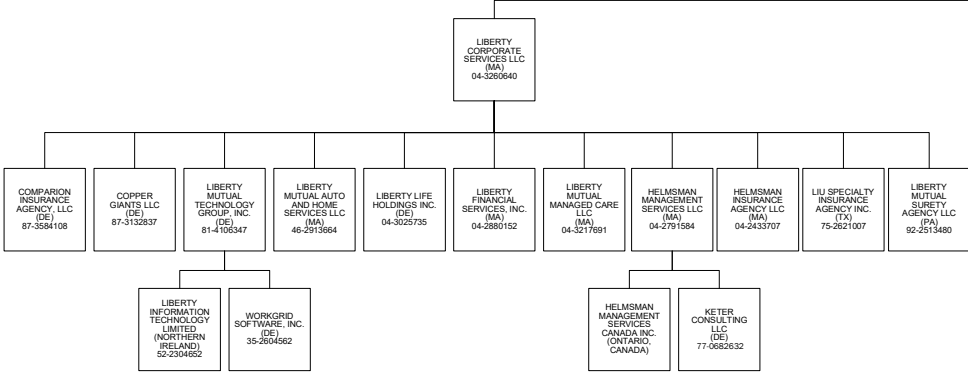 LIBERTY
CORPORATE
SERVICES LLC
(MA)
04-3260640
COMPARION
INSURANCE
AGENCY, LLC
(DE)
87-3584108
COPPER
GIANTS LLC
(DE)
87-3132837
LIBERTY
MUTUAL
TECHNOLOGY
GROUP, INC.
(DE)
81-4106347
LIBERTY
MUTUAL AUTO
AND HOME
SERVICES LLC
(MA)
46-2913664
LIBERTY LIFE
HOLDINGS INC.
(DE)
04-3025735
LIBERTY
FINANCIAL
SERVICES, INC.
(MA)
04-2880152
LIBERTY
MUTUAL
MANAGED CARE
LLC
(MA)
04-3217691
HELMSMAN
MANAGEMENT
SERVICES LLC
(MA)
04-2791584
HELMSMAN
INSURANCE
AGENCY LLC
(MA)
04-2433707
LIU SPECIALTY
INSURANCE
AGENCY INC.
(TX)
75-2621007
LIBERTY
MUTUAL
SURETY
AGENCY LLC
(PA)
92-2513480
LIBERTY
INFORMATION
TECHNOLOGY
LIMITED
(NORTHERN
IRELAND)
52-2304652
WORKGRID
SOFTWARE, INC.
(DE)
35-2604562
HELMSMAN
MANAGEMENT
SERVICES
CANADA INC.
(ONTARIO,
CANADA)
KETER
CONSULTING
LLC
(DE)
77-0682632